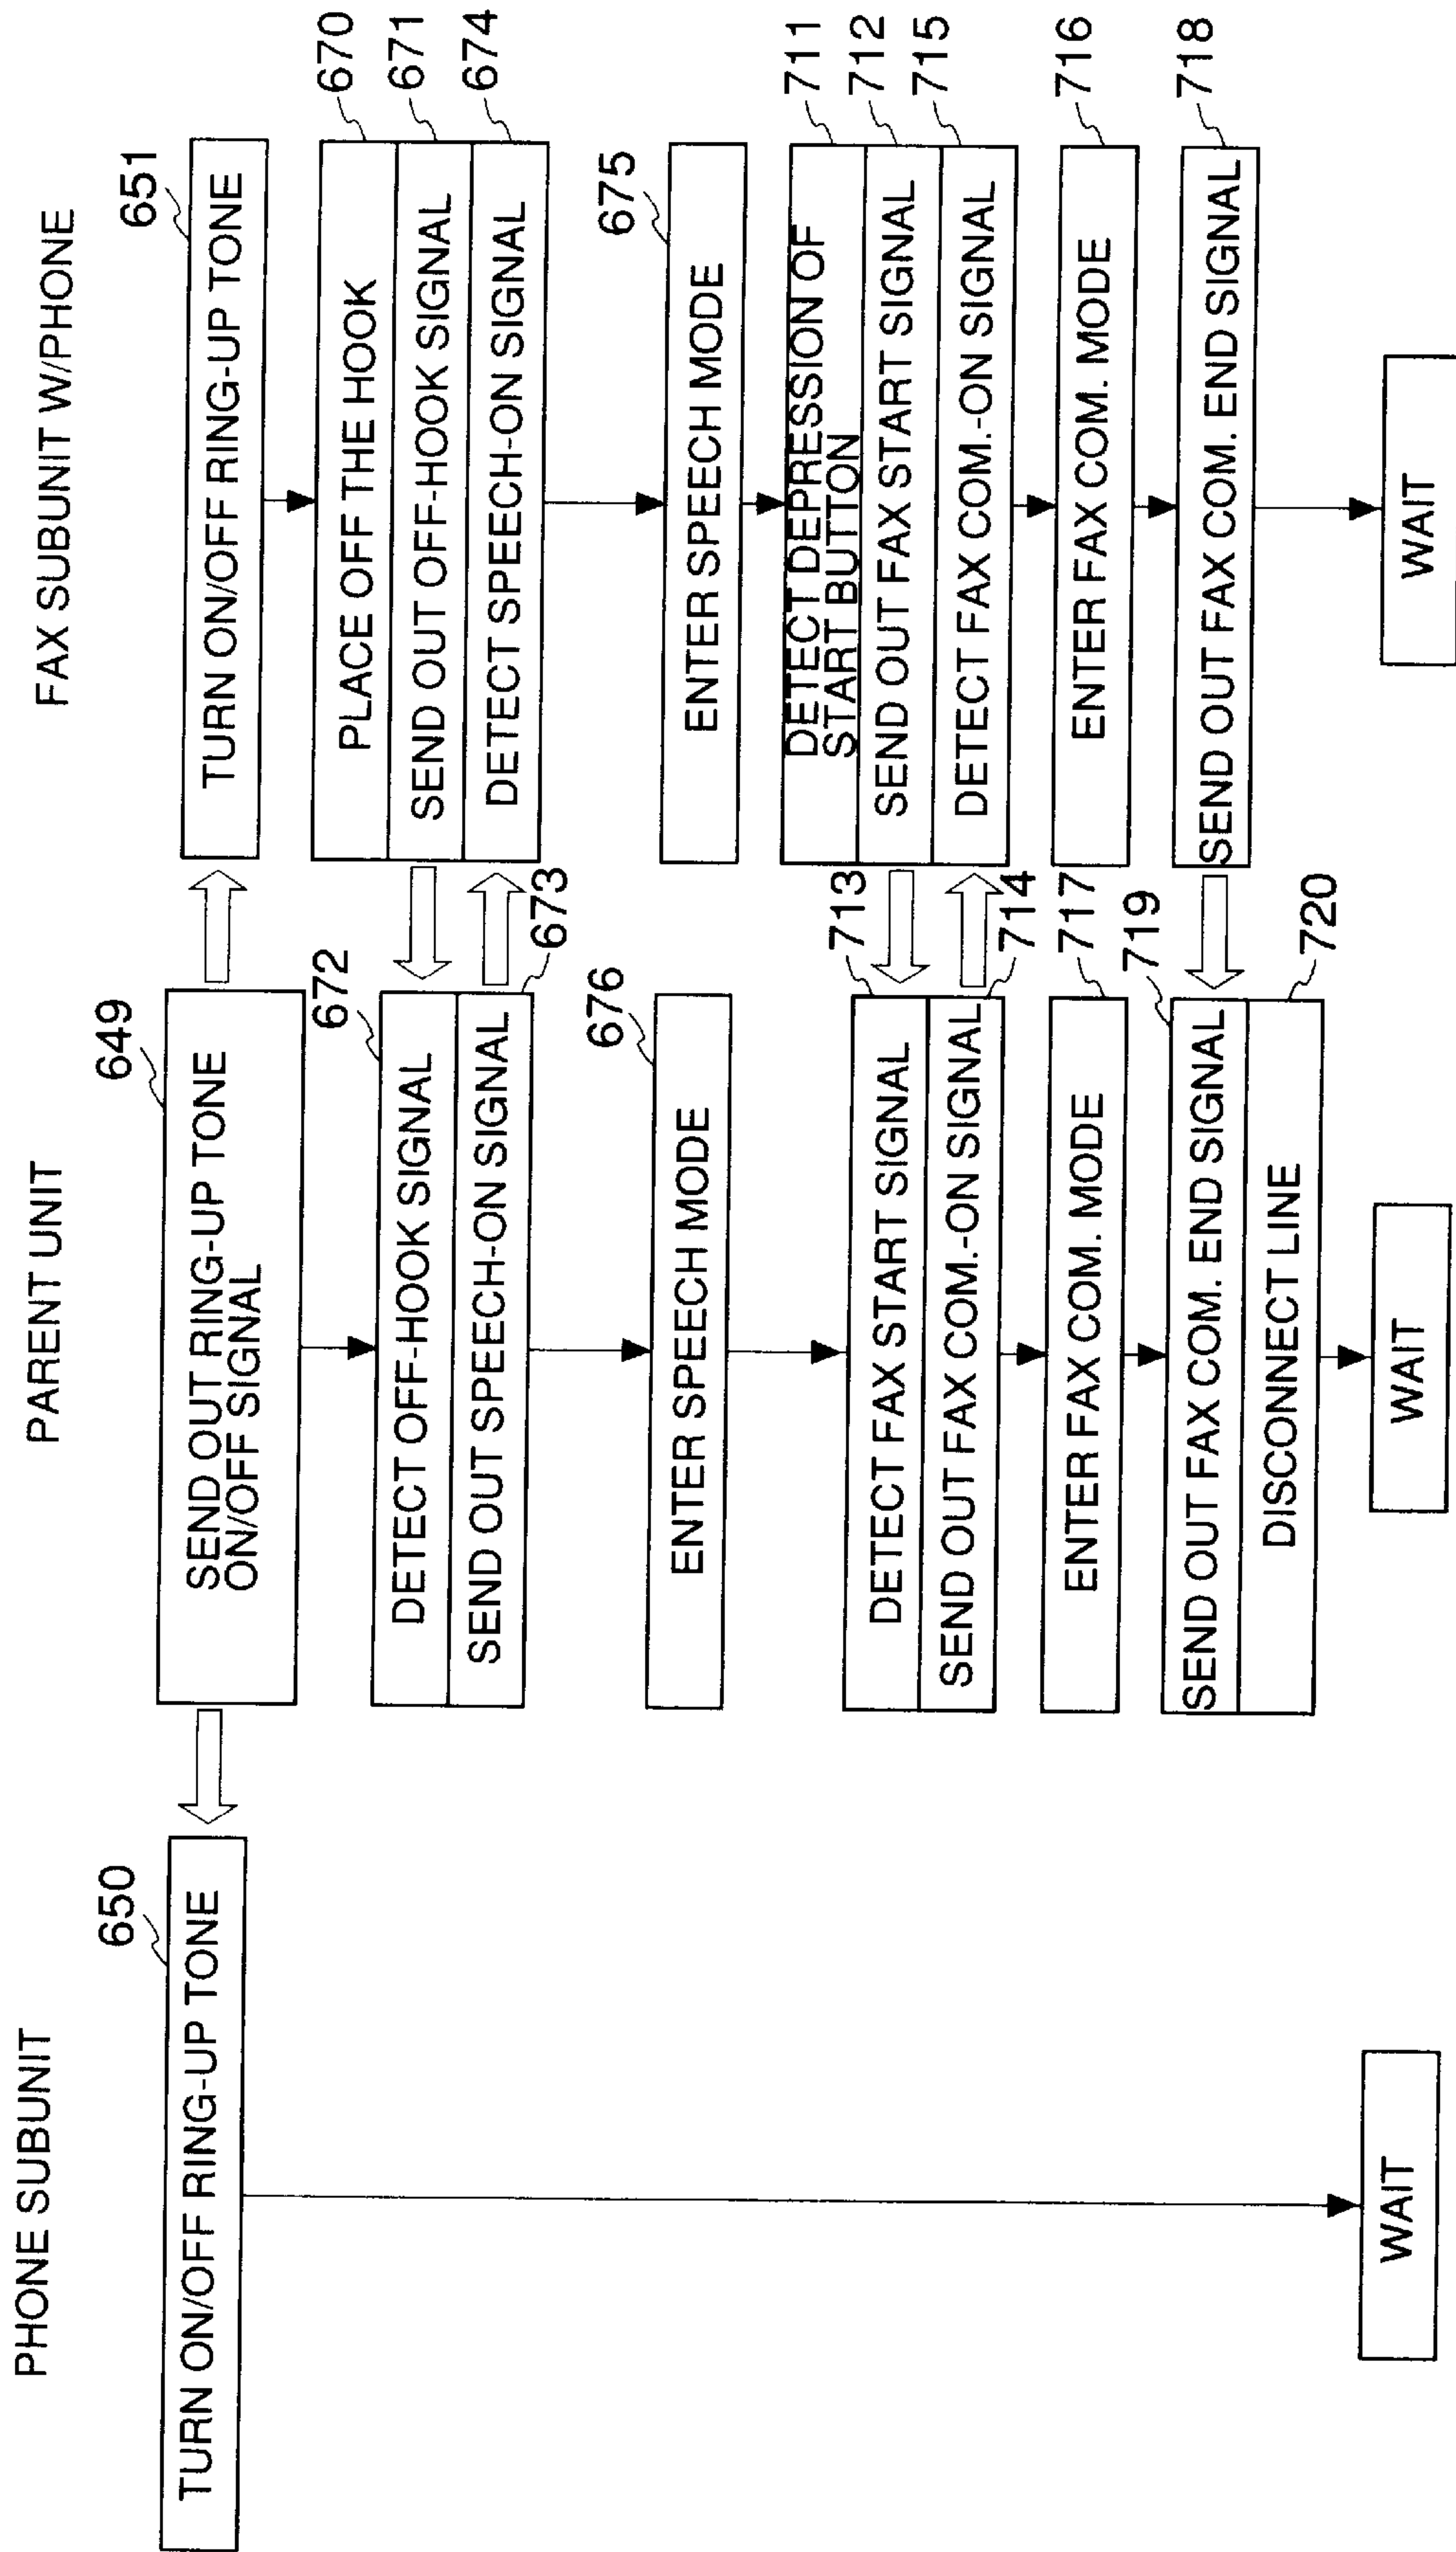 PHONE SUBUNIT
PARENT UNIT
FAX SUBUNIT W/PHONE
650
TURN ON/OFF RING-UP TONE
649
SEND OUT RING-UP TONE
ON/OFF SIGNAL
651
TURN ON/OFF RING-UP TONE
670
PLACE OFF THE HOOK
671
SEND OUT OFF-HOOK SIGNAL
674
DETECT SPEECH-ON SIGNAL
672
DETECT OFF-HOOK SIGNAL
673
SEND OUT SPEECH-ON SIGNAL
676
ENTER SPEECH MODE
675
ENTER SPEECH MODE
711
DETECT DEPRESSION OF
START BUTTON
712
SEND OUT FAX START SIGNAL
715
DETECT FAX COM.-ON SIGNAL
713
DETECT FAX START SIGNAL
714
SEND OUT FAX COM.-ON SIGNAL
717
ENTER FAX COM. MODE
716
ENTER FAX COM. MODE
719
SEND OUT FAX COM. END SIGNAL
720
DISCONNECT LINE
718
SEND OUT FAX COM. END SIGNAL
WAIT
WAIT
WAIT